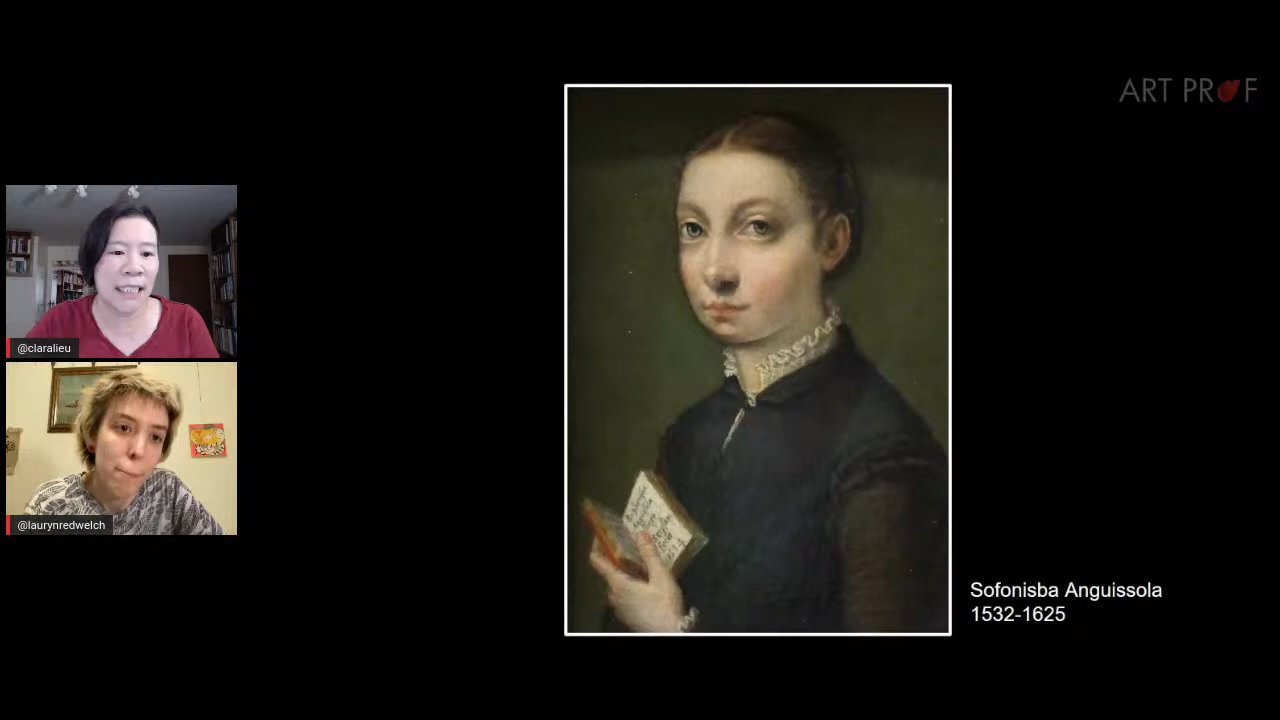 ART PROF
@claralieu
@laurynredwelch
Sofonisba Anguissola
1532-1625